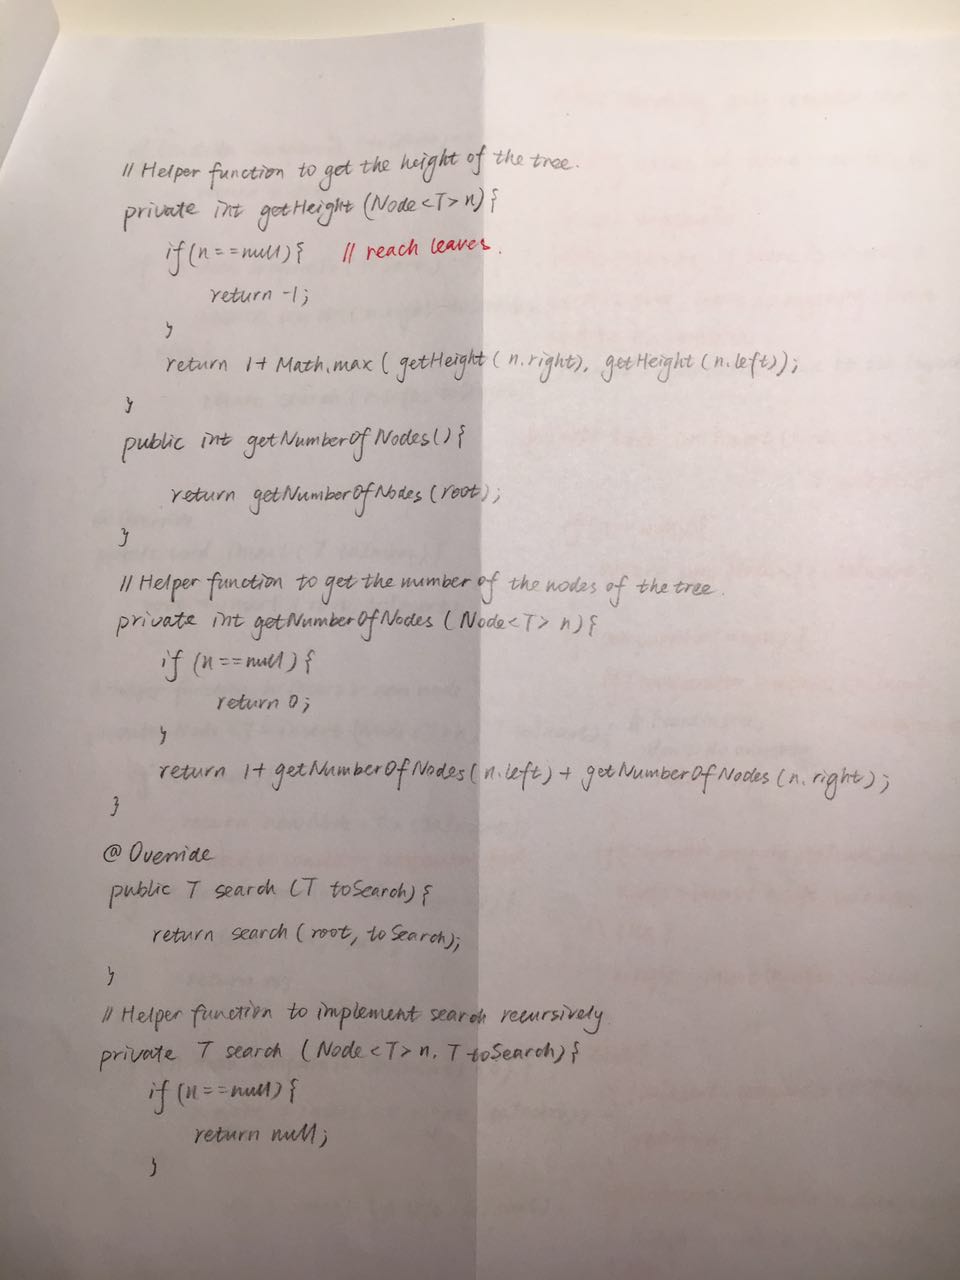 // Helper function to get the height of the tree.
private int getHeight (Node<T> n) {
if (n==null) { // reach leaves.
return -1;
}
return 1+ Math.max ( getHeight ( n.right), getHeight (n.left));
}
public int getNumberOfNodes() {
return getNumberOfNodes (root);
}
// Helper function to get the number of the nodes of the tree.
private int getNumberOfNodes (Node<T> n) {
if (n==null) {
return 0;
}
return 1+ getNumberOfNodes(n.left) + getNumberOfNodes (n.right);
}
@ Override
public T search (T toSearch) {
return search (root, toSearch);
}
// Helper function to implement search recursively
private T search (Node<T> n, T toSearch) {
if (n==null) {
return null;
}